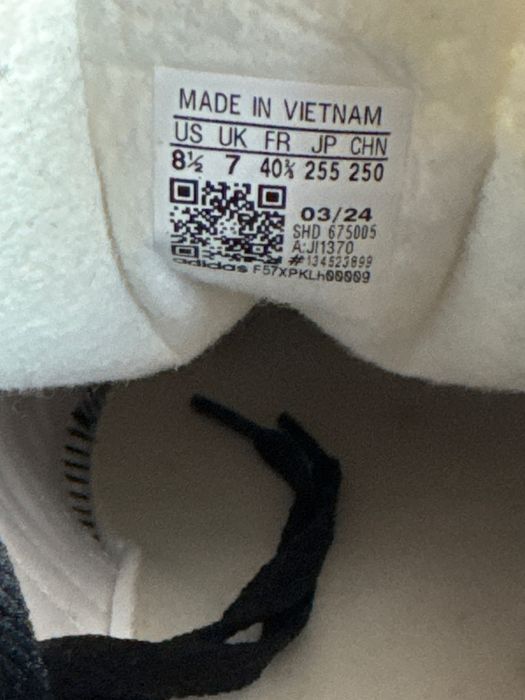 MADE IN VIETNAM
US UK FR JP CHN
8½ 7 40⅔ 255 250
03/24
SHD 675005
A:JI1370
#134523899
adidas F57XPKLh00009